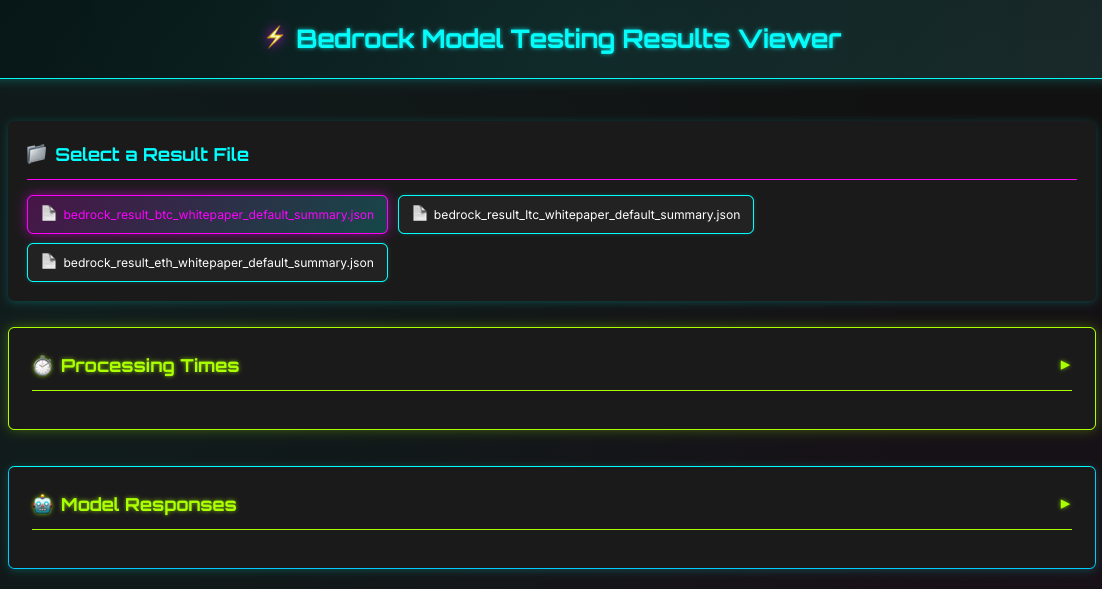 ⚡ Bedrock Model Testing Results Viewer
📁 Select a Result File
📄 bedrock_result_btc_whitepaper_default_summary.json
📄 bedrock_result_ltc_whitepaper_default_summary.json
📄 bedrock_result_eth_whitepaper_default_summary.json
⏱️ Processing Times ▶
🤖 Model Responses ▶